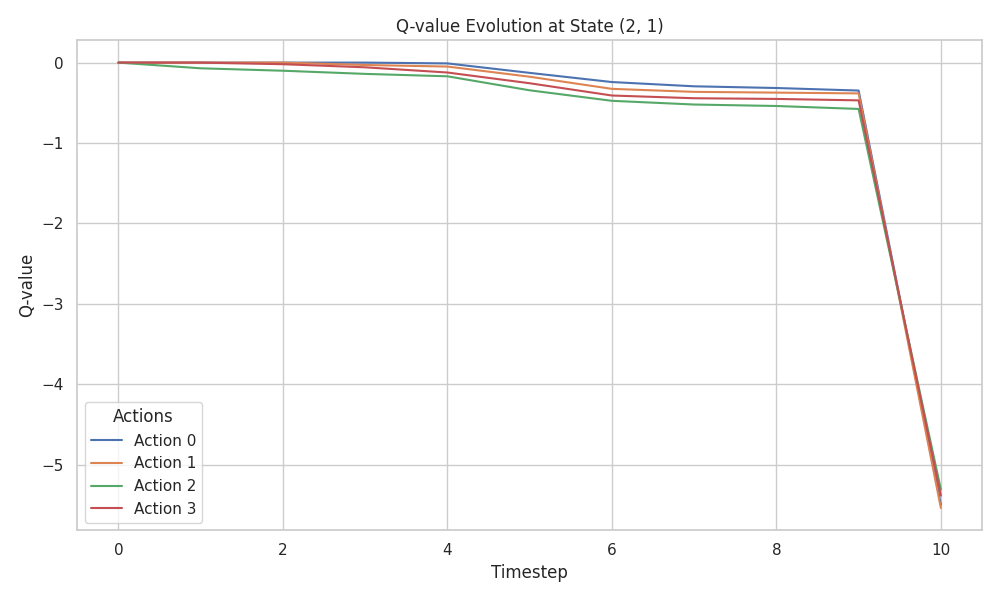 Q-value Evolution at State (2, 1)
0
−1
−2
−3
−4
−5
Q-value
Actions
Action 0
Action 1
Action 2
Action 3
0 2 4 6 8 10
Timestep